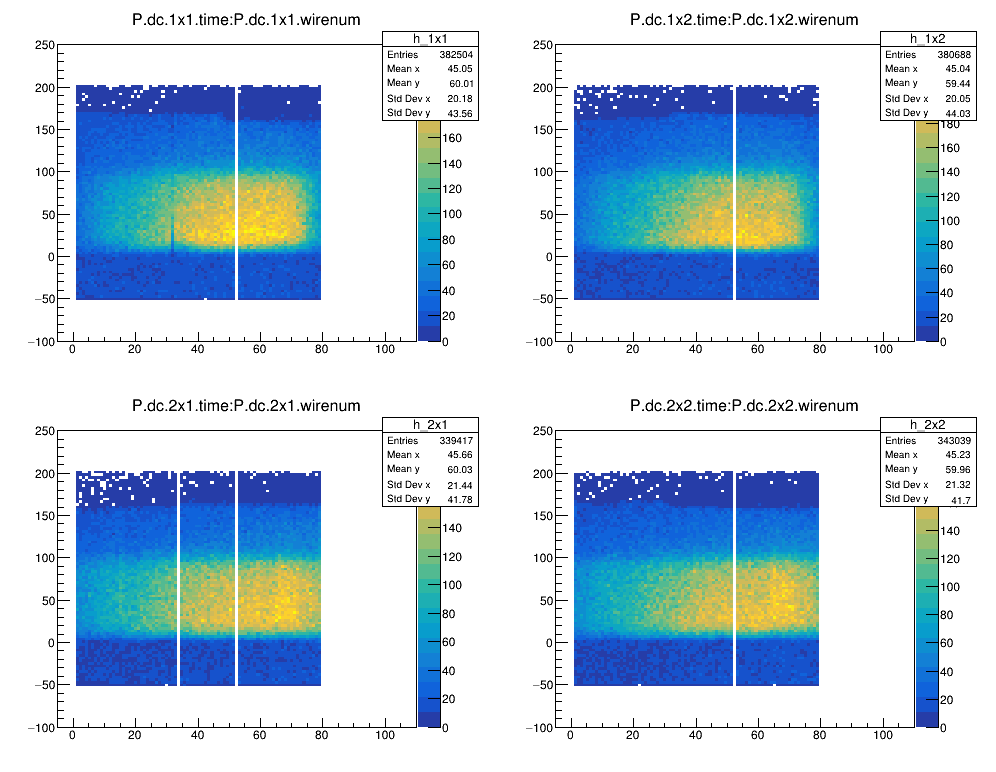 P.dc.1x1.time:P.dc.1x1.wirenum
h_1x1
Entries 382504
Mean x 45.05
Mean y 60.01
Std Dev x 20.18
Std Dev y 43.56
250
200
150
100
50
0
−50
−100
0 20 40 60 80 100
160
140
120
100
80
60
40
20
0
P.dc.1x2.time:P.dc.1x2.wirenum
h_1x2
Entries 380688
Mean x 45.04
Mean y 59.44
Std Dev x 20.05
Std Dev y 44.03
250
200
150
100
50
0
−50
−100
0 20 40 60 80 100
180
160
140
120
100
80
60
40
20
0
P.dc.2x1.time:P.dc.2x1.wirenum
h_2x1
Entries 339417
Mean x 45.66
Mean y 60.03
Std Dev x 21.44
Std Dev y 41.78
250
200
150
100
50
0
−50
−100
0 20 40 60 80 100
140
120
100
80
60
40
20
0
P.dc.2x2.time:P.dc.2x2.wirenum
h_2x2
Entries 343039
Mean x 45.23
Mean y 59.96
Std Dev x 21.32
Std Dev y 41.7
250
200
150
100
50
0
−50
−100
0 20 40 60 80 100
140
120
100
80
60
40
20
0